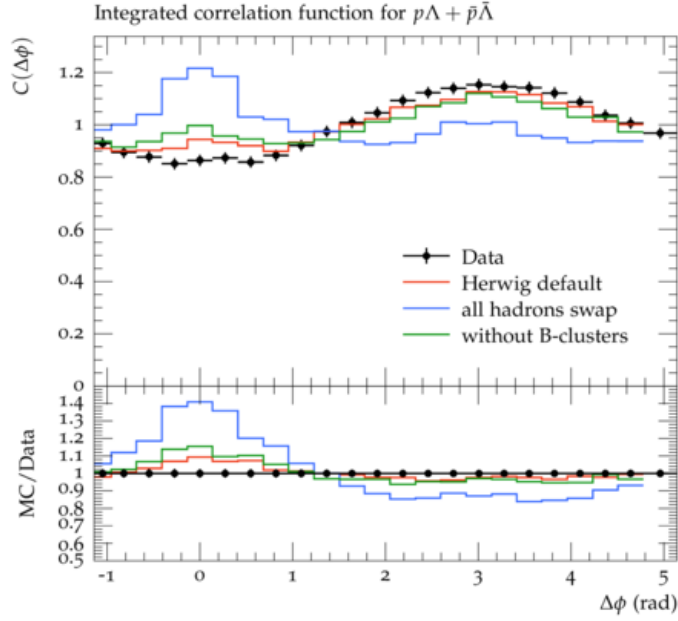 Integrated correlation function for pΛ + p̄Λ̄
C(Δϕ)
1.2
1
0.8
0.6
0.4
0.2
0
Data
Herwig default
all hadrons swap
without B-clusters
MC/Data
1.4
1.3
1.2
1.1
1
0.9
0.8
0.7
0.6
0.5
-1 0 1 2 3 4 5
Δϕ (rad)